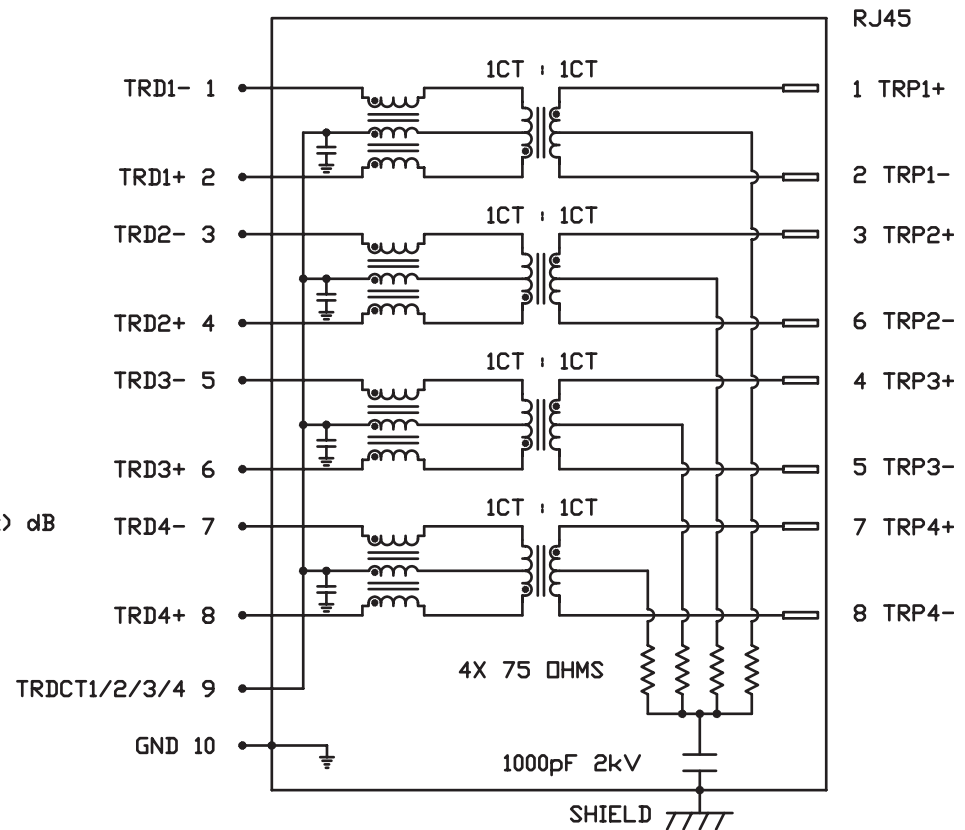 RJ45
1CT : 1CT
TRD1- 1
1 TRP1+
TRD1+ 2
2 TRP1-
1CT : 1CT
TRD2- 3
3 TRP2+
TRD2+ 4
6 TRP2-
1CT : 1CT
TRD3- 5
4 TRP3+
TRD3+ 6
5 TRP3-
1CT : 1CT
) dB
TRD4- 7
7 TRP4+
TRD4+ 8
8 TRP4-
4X 75 OHMS
TRDCT1/2/3/4 9
GND 10
1000pF 2kV
SHIELD